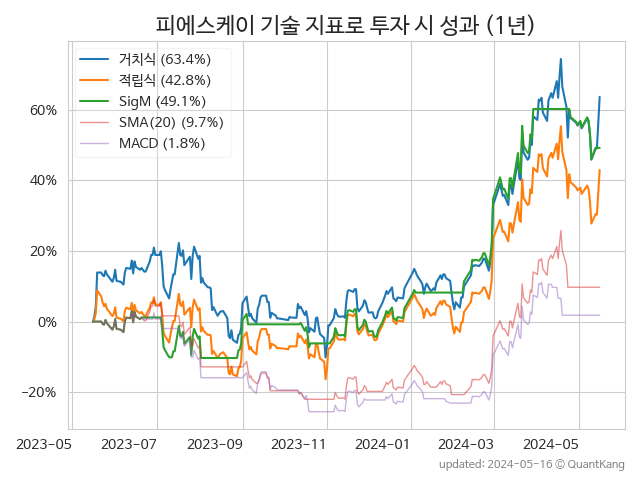 피에스케이 기술 지표로 투자 시 성과 (1년)
거치식 (63.4%)
적립식 (42.8%)
SigM (49.1%)
SMA(20) (9.7%)
MACD (1.8%)
60%
40%
20%
0%
−20%
2023-05 2023-07 2023-09 2023-11 2024-01 2024-03 2024-05
updated: 2024-05-16 © QuantKang